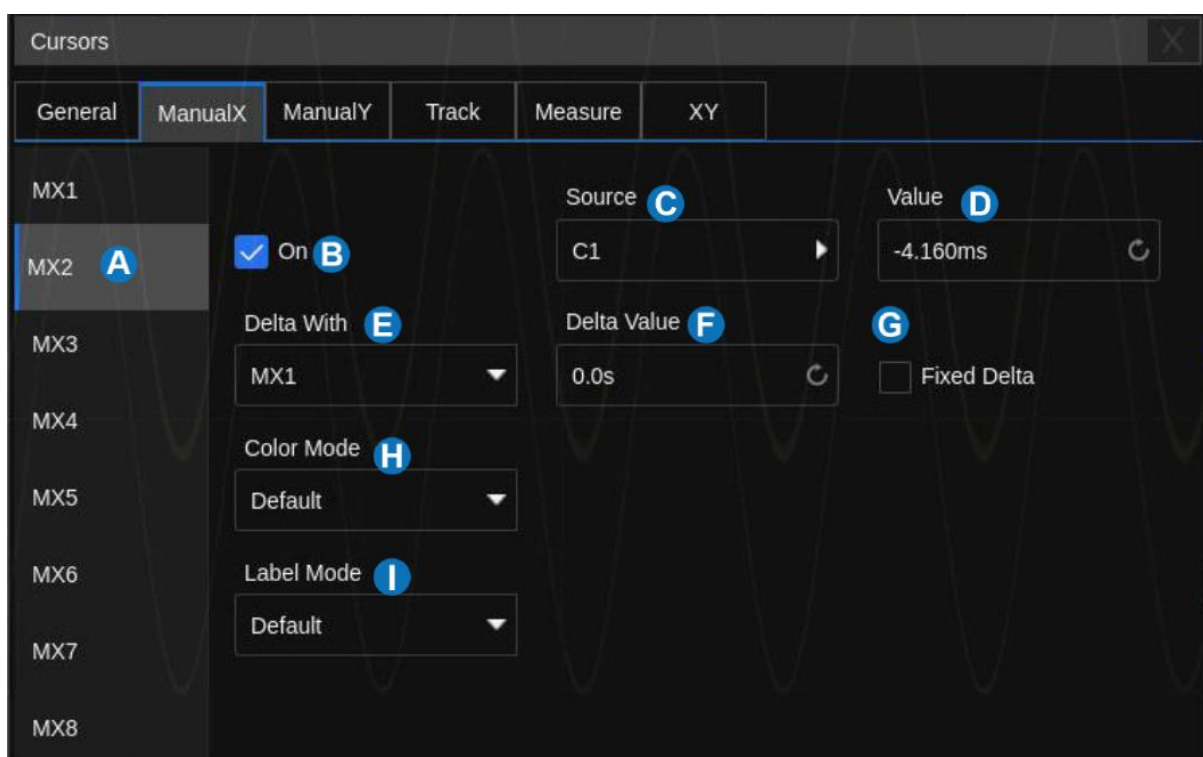 Cursors X
General ManualX ManualY Track Measure XY
MX1
MX2 A
MX3
MX4
MX5
MX6
MX7
MX8
On B
Source C
C1
Value D
-4.160ms
Delta With E
MX1
Delta Value F
0.0s
G
Fixed Delta
Color Mode H
Default
Label Mode I
Default